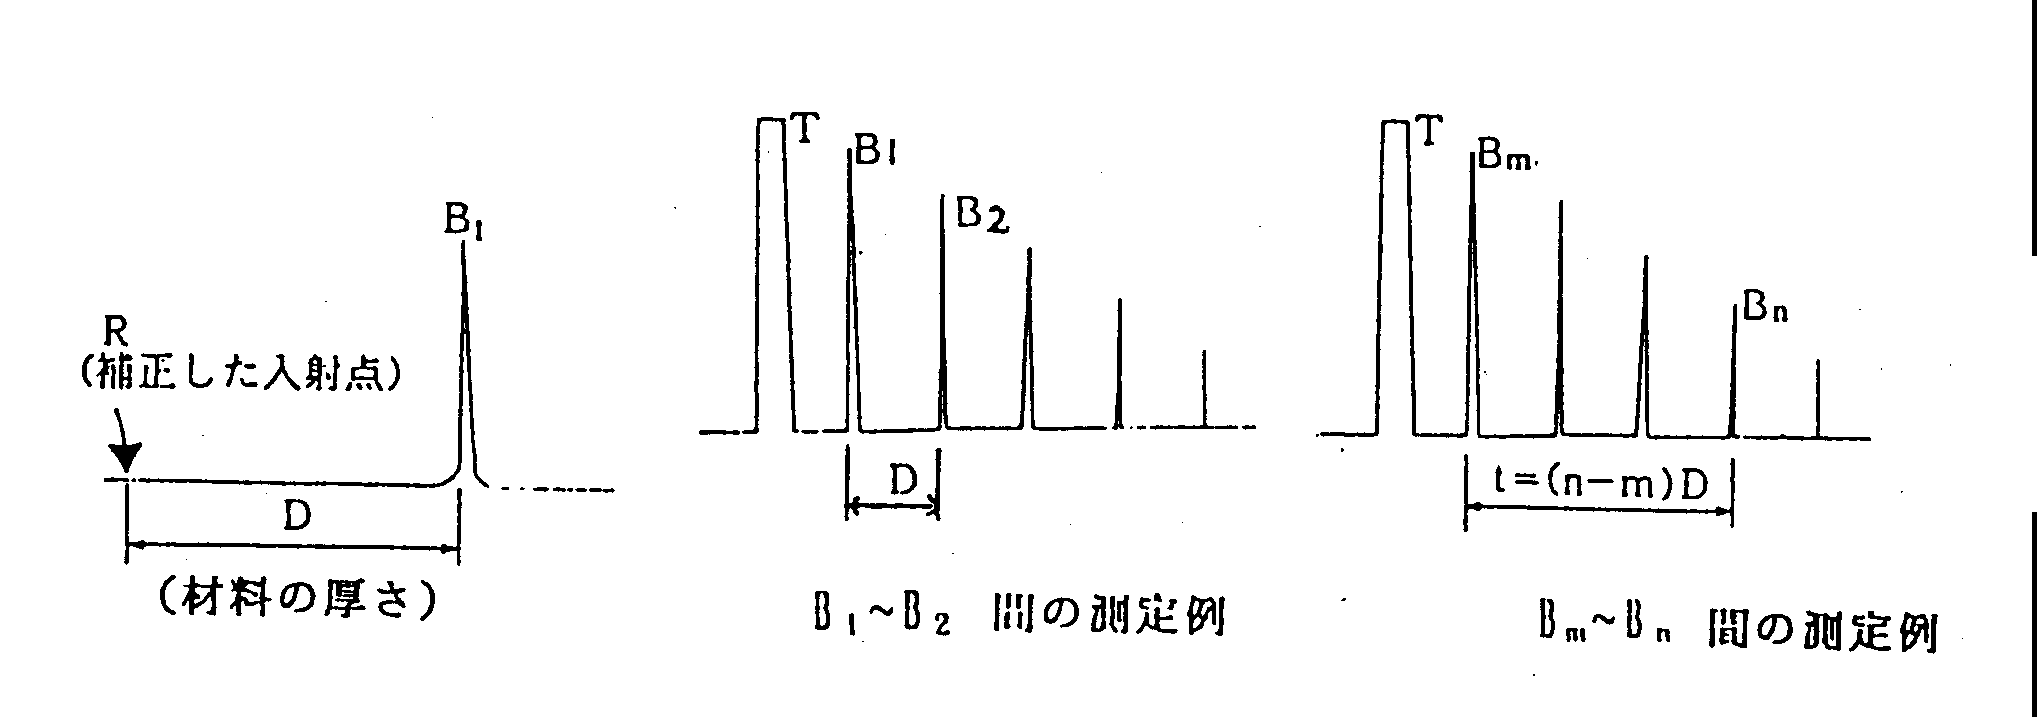 R
(補正した入射点)
B₁
D
(材料の厚さ)
T
B1
B2
D
B₁~B₂ 間の測定例
T
Bm
Bn
t=(n-m)D
Bm~Bn 間の測定例